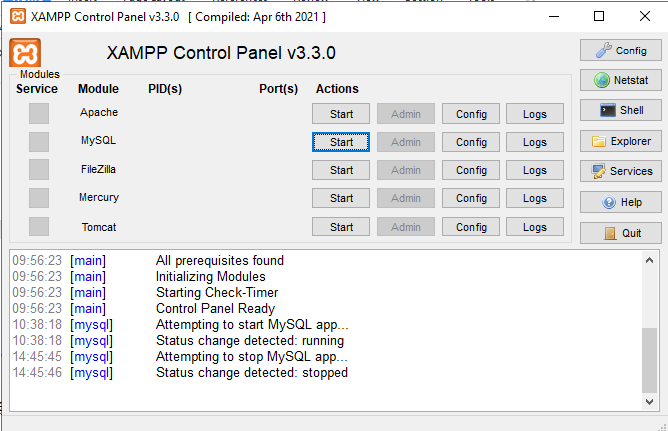 XAMPP Control Panel v3.3.0 [ Compiled: Apr 6th 2021 ]
XAMPP Control Panel v3.3.0
Modules
Service Module PID(s) Port(s) Actions
Apache Start Admin Config Logs
MySQL Start Admin Config Logs
FileZilla Start Admin Config Logs
Mercury Start Admin Config Logs
Tomcat Start Admin Config Logs
Config
Netstat
Shell
Explorer
Services
Help
Quit
09:56:23 [main] All prerequisites found
09:56:23 [main] Initializing Modules
09:56:23 [main] Starting Check-Timer
09:56:23 [main] Control Panel Ready
10:38:18 [mysql] Attempting to start MySQL app...
10:38:18 [mysql] Status change detected: running
14:45:45 [mysql] Attempting to stop MySQL app...
14:45:46 [mysql] Status change detected: stopped